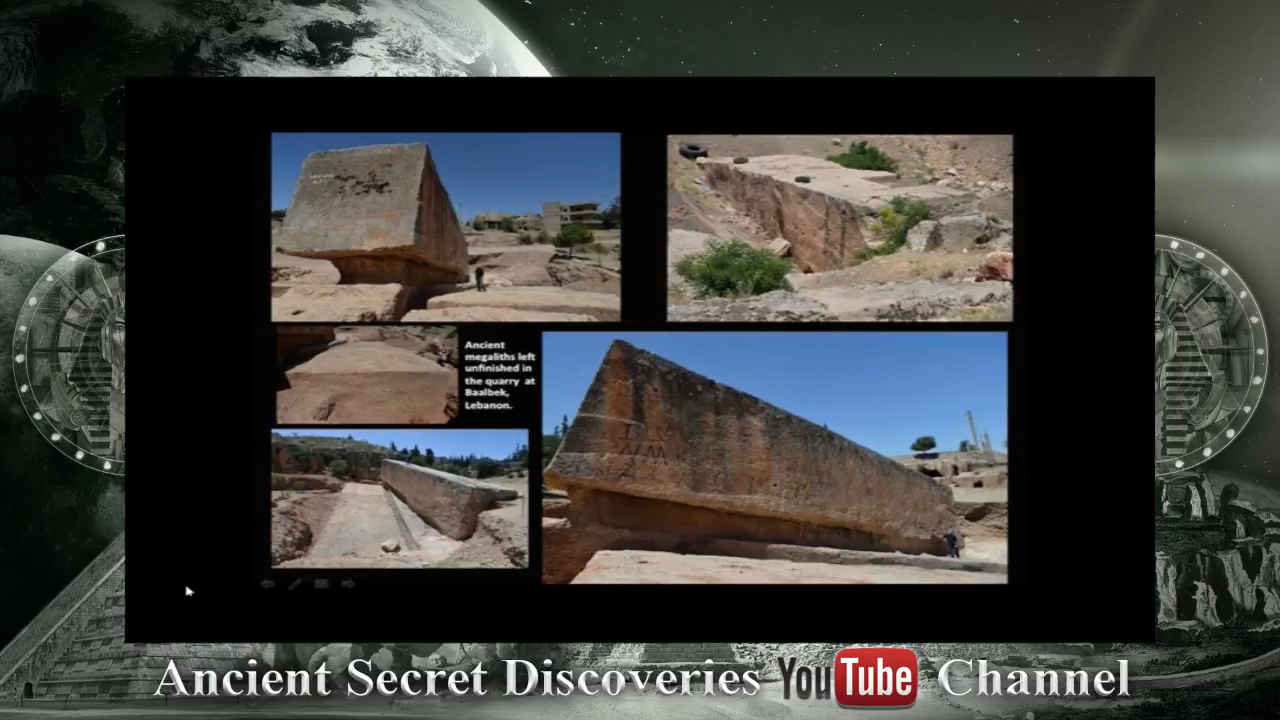 Ancient
megaliths left
unfinished in
the quarry at
Baalbek,
Lebanon.
Ancient Secret Discoveries YouTube Channel